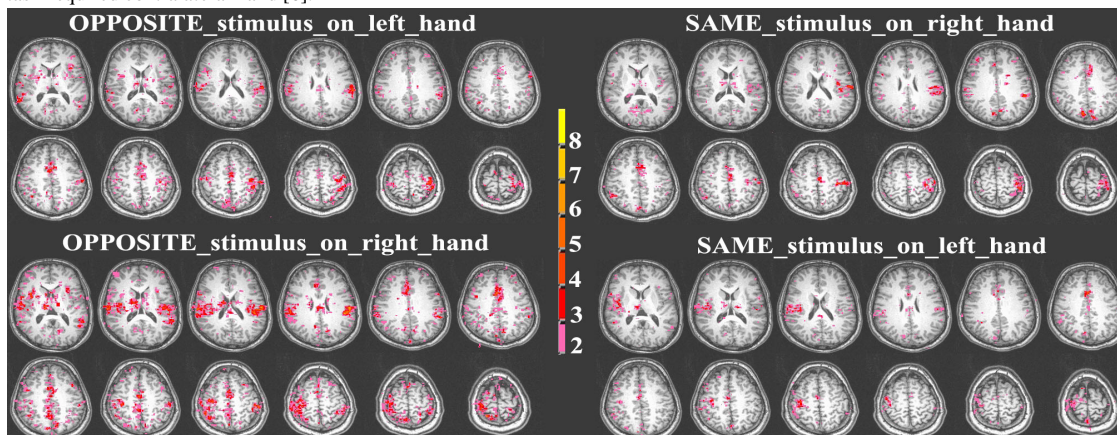 OPPOSITE_stimulus_on_left_hand
SAME_stimulus_on_right_hand
8
7
6
5
4
3
2
OPPOSITE_stimulus_on_right_hand
SAME_stimulus_on_left_hand